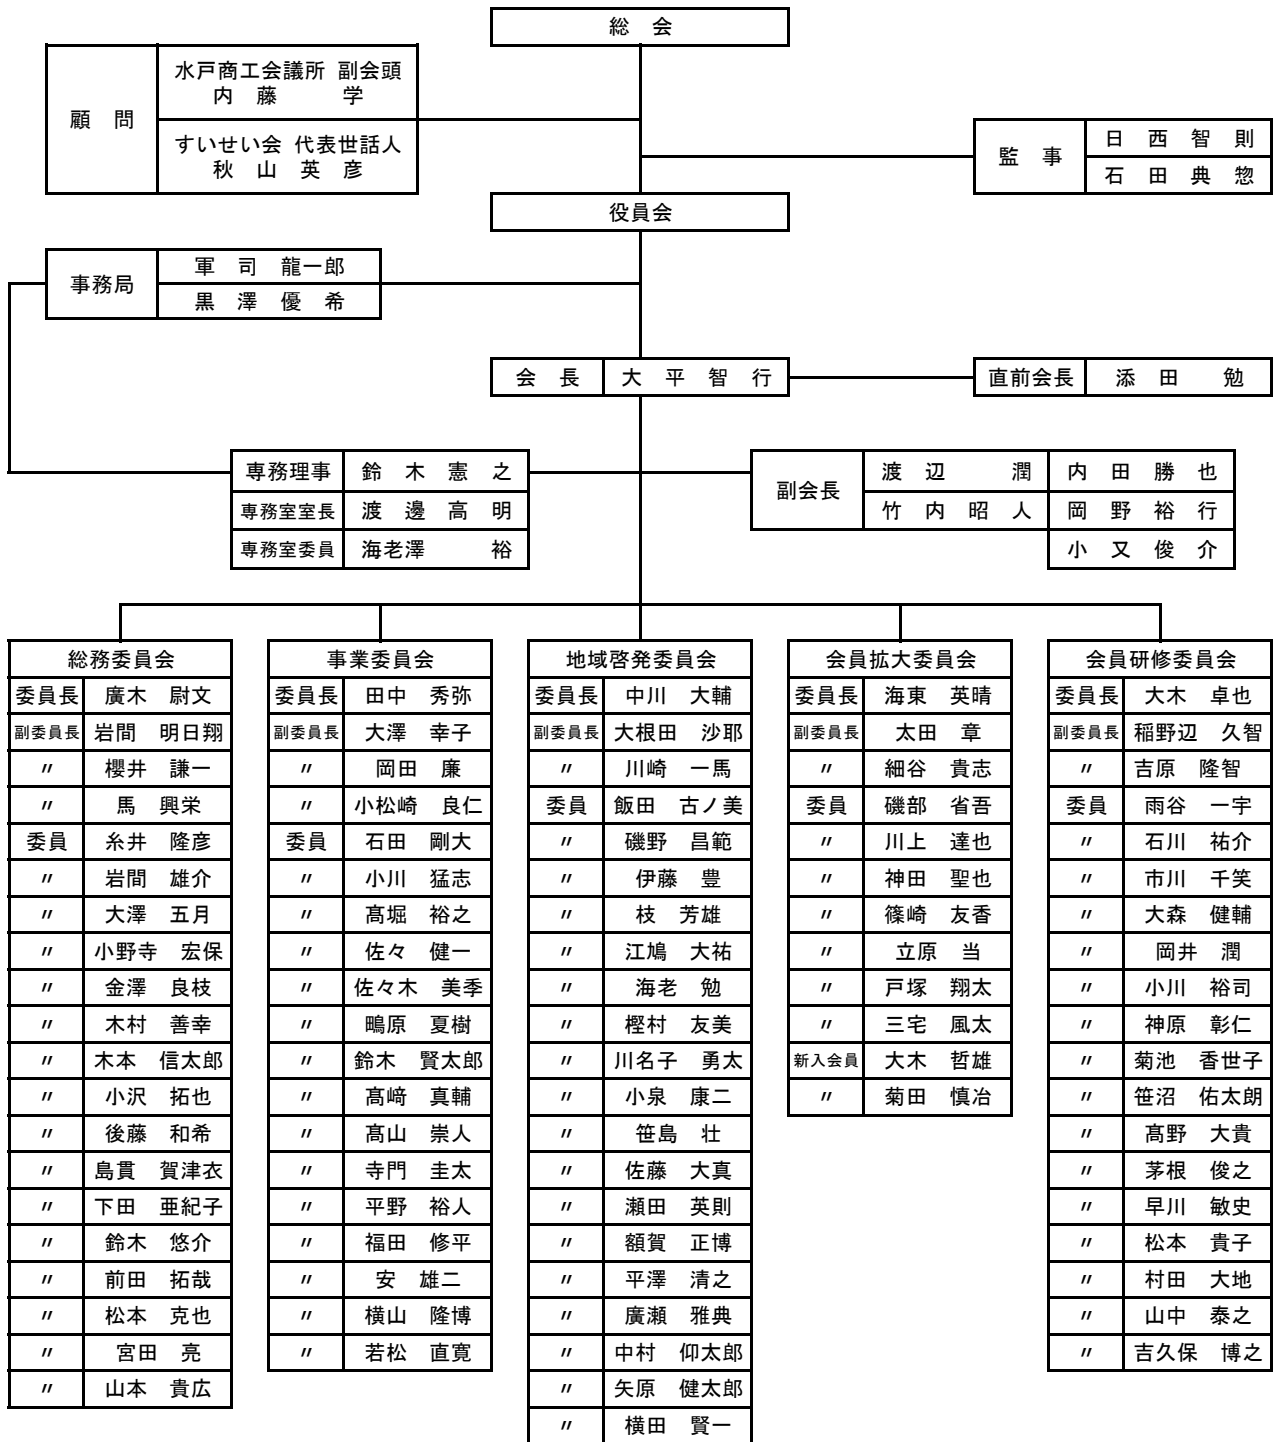 総　会
顧　問
水戸商工会議所 副会頭
内　藤　　　学
すいせい会 代表世話人
秋　山　英　彦
監　事
日　西　智　則
石　田　典　惣
役員会
事務局
軍　司　龍一郎
黒　澤　優　希
会　長　大　平　智　行
直前会長　添　田　　勉
専務理事　鈴　木　憲　之
専務室室長　渡　邊　高　明
専務室委員　海老澤　　　裕
副会長
渡　辺　　　潤　内　田　勝　也
竹　内　昭　人　岡　野　裕　行
小　又　俊　介
総務委員会
委員長　廣木　尉文
副委員長　岩間　明日翔
〃　櫻井　謙一
〃　馬　興栄
委員　糸井　隆彦
〃　岩間　雄介
〃　大澤　五月
〃　小野寺　宏保
〃　金澤　良枝
〃　木村　善幸
〃　木本　信太郎
〃　小沢　拓也
〃　後藤　和希
〃　島貫　賀津衣
〃　下田　亜紀子
〃　鈴木　悠介
〃　前田　拓哉
〃　松本　克也
〃　宮田　亮
〃　山本　貴広
事業委員会
委員長　田中　秀弥
副委員長　大澤　幸子
〃　岡田　廉
〃　小松崎　良仁
委員　石田　剛大
〃　小川　猛志
〃　髙堀　裕之
〃　佐々　健一
〃　佐々木　美季
〃　鴫原　夏樹
〃　鈴木　賢太郎
〃　髙﨑　真輔
〃　髙山　崇人
〃　寺門　圭太
〃　平野　裕人
〃　福田　修平
〃　安　雄二
〃　横山　隆博
〃　若松　直寛
地域啓発委員会
委員長　中川　大輔
副委員長　大根田　沙耶
〃　川崎　一馬
委員　飯田　古ノ美
〃　磯野　昌範
〃　伊藤　豊
〃　枝　芳雄
〃　江鳩　大祐
〃　海老　勉
〃　樫村　友美
〃　川名子　勇太
〃　小泉　康二
〃　笹島　壮
〃　佐藤　大真
〃　瀬田　英則
〃　額賀　正博
〃　平澤　清之
〃　廣瀬　雅典
〃　中村　仰太郎
〃　矢原　健太郎
〃　横田　賢一
会員拡大委員会
委員長　海東　英晴
副委員長　太田　章
〃　細谷　貴志
委員　磯部　省吾
〃　川上　達也
〃　神田　聖也
〃　篠崎　友香
〃　立原　当
〃　戸塚　翔太
〃　三宅　風太
新入会員　大木　哲雄
〃　菊田　慎治
会員研修委員会
委員長　大木　卓也
副委員長　稲野辺　久智
〃　吉原　隆智
委員　雨谷　一宇
〃　石川　祐介
〃　市川　千笑
〃　大森　健輔
〃　岡井　潤
〃　小川　裕司
〃　神原　彰仁
〃　菊池　香世子
〃　笹沼　佑太朗
〃　髙野　大貴
〃　茅根　俊之
〃　早川　敏史
〃　松本　貴子
〃　村田　大地
〃　山中　泰之
〃　吉久保　博之